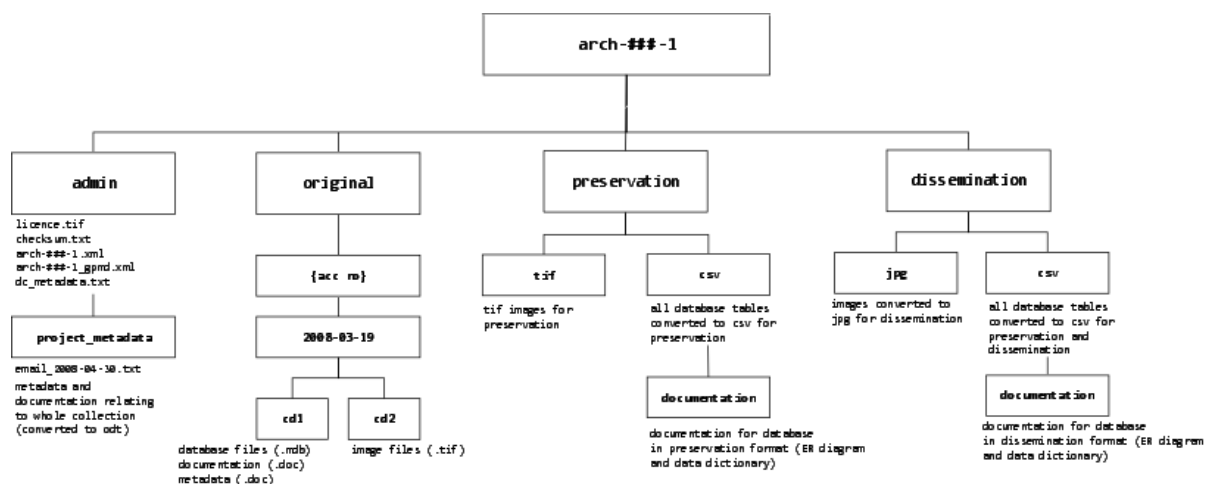 arch-###-1
admin
original
preservation
dissemination
licence.tif
checksum.txt
arch-###-1.xml
arch-###-1_gpmd.xml
dc_metadata.txt
project_metadata
email_2008-04-30.txt
metadata and
documentation relating
to whole collection
(converted to odt)
{acc no}
2008-03-19
cd1
database files (.mdb)
documentation (.doc)
metadata (.doc)
cd2
image files (.tif)
tif
tif images for
preservation
csv
all database tables
converted to csv for
preservation
documentation
documentation for database
in preservation format (ER diagram
and data dictionary)
jpg
images converted to
jpg for dissemination
csv
all database tables
converted to csv for
preservation and
dissemination
documentation
documentation for database
in dissemination format (ER diagram
and data dictionary)